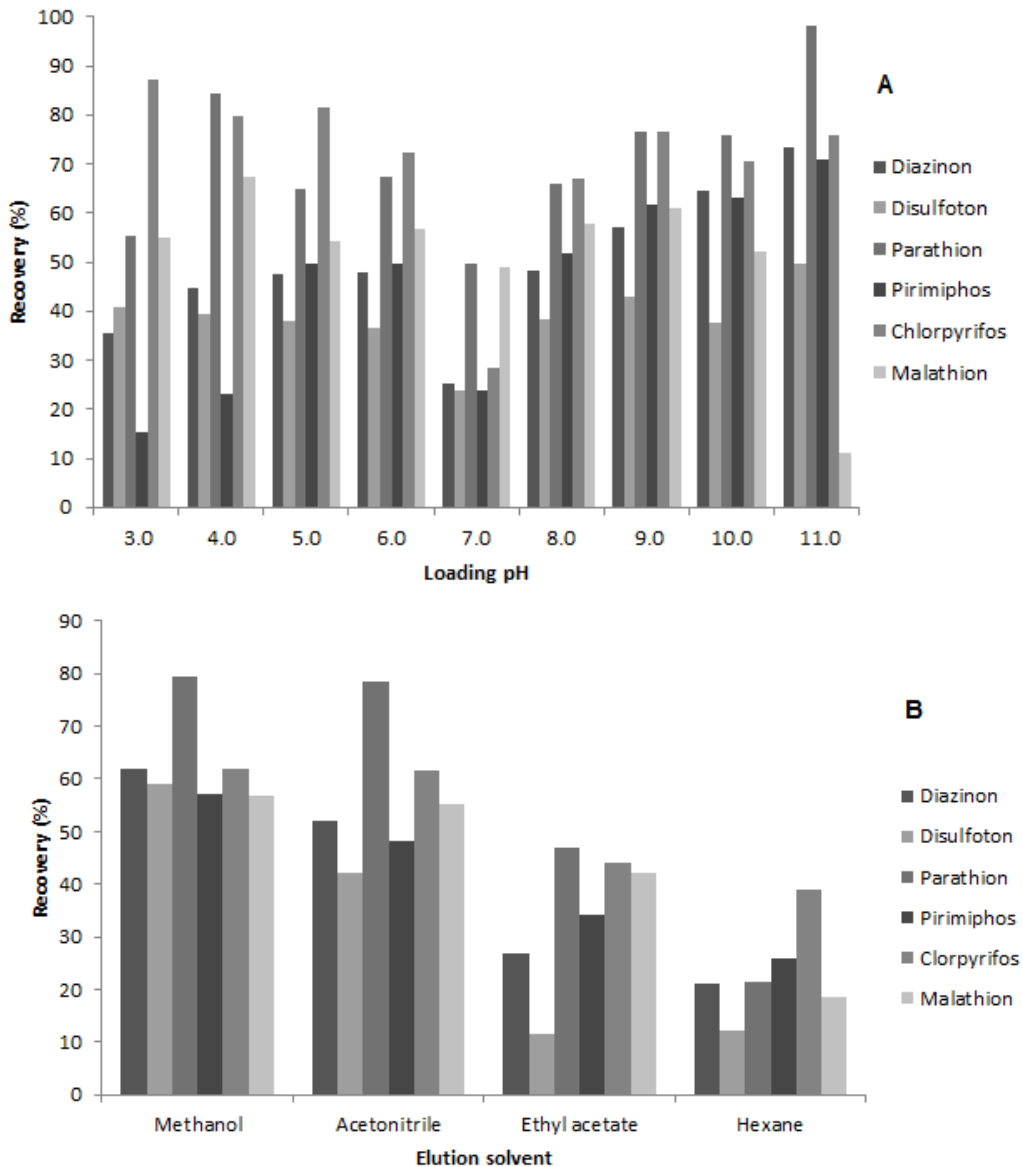 100
90
80
70
60
50
40
30
20
10
0
Recovery (%)
3.0 4.0 5.0 6.0 7.0 8.0 9.0 10.0 11.0
Loading pH
A
Diazinon
Disulfoton
Parathion
Pirimiphos
Chlorpyrifos
Malathion
90
80
70
60
50
40
30
20
10
0
Recovery (%)
Methanol Acetonitrile Ethyl acetate Hexane
Elution solvent
B
Diazinon
Disulfoton
Parathion
Pirimiphos
Clorpyrifos
Malathion